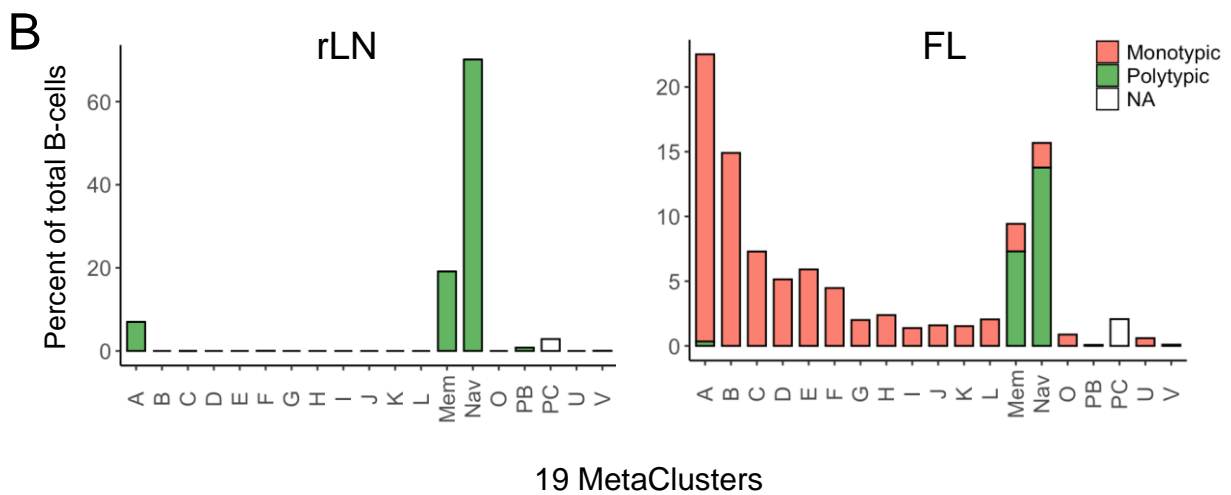 B
rLN
FL
Monotypic
Polytypic
NA
Percent of total B-cells
60
40
20
0
20
15
10
5
0
A B C D E F G H I J K L Mem Nav O PB PC U V
A B C D E F G H I J K L Mem Nav O PB PC U V
19 MetaClusters